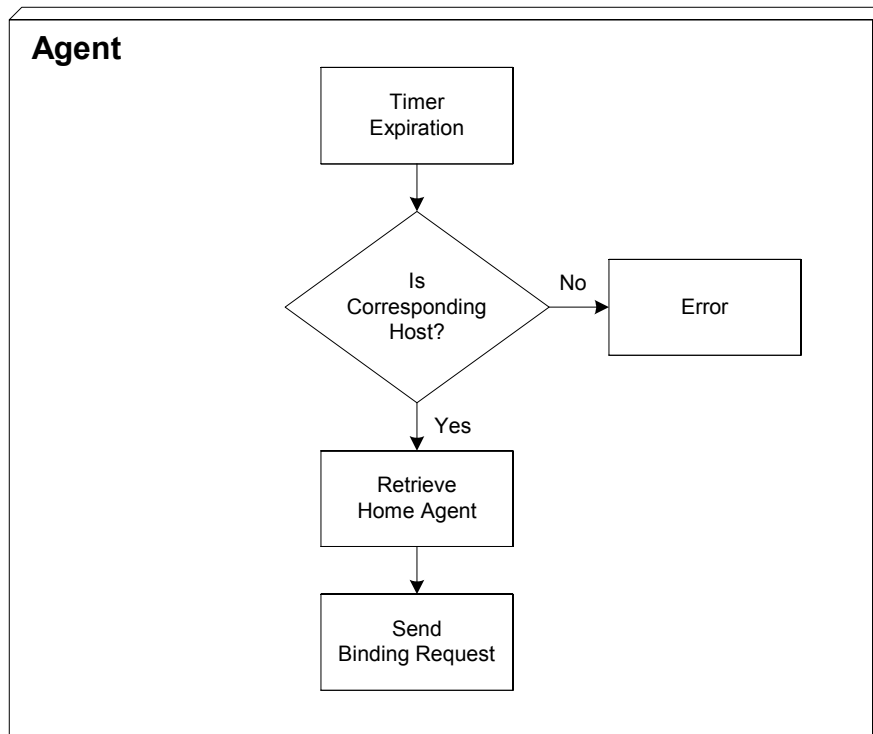 Agent
Timer
Expiration
Is
Corresponding
Host?
No
Error
Yes
Retrieve
Home Agent
Send
Binding Request